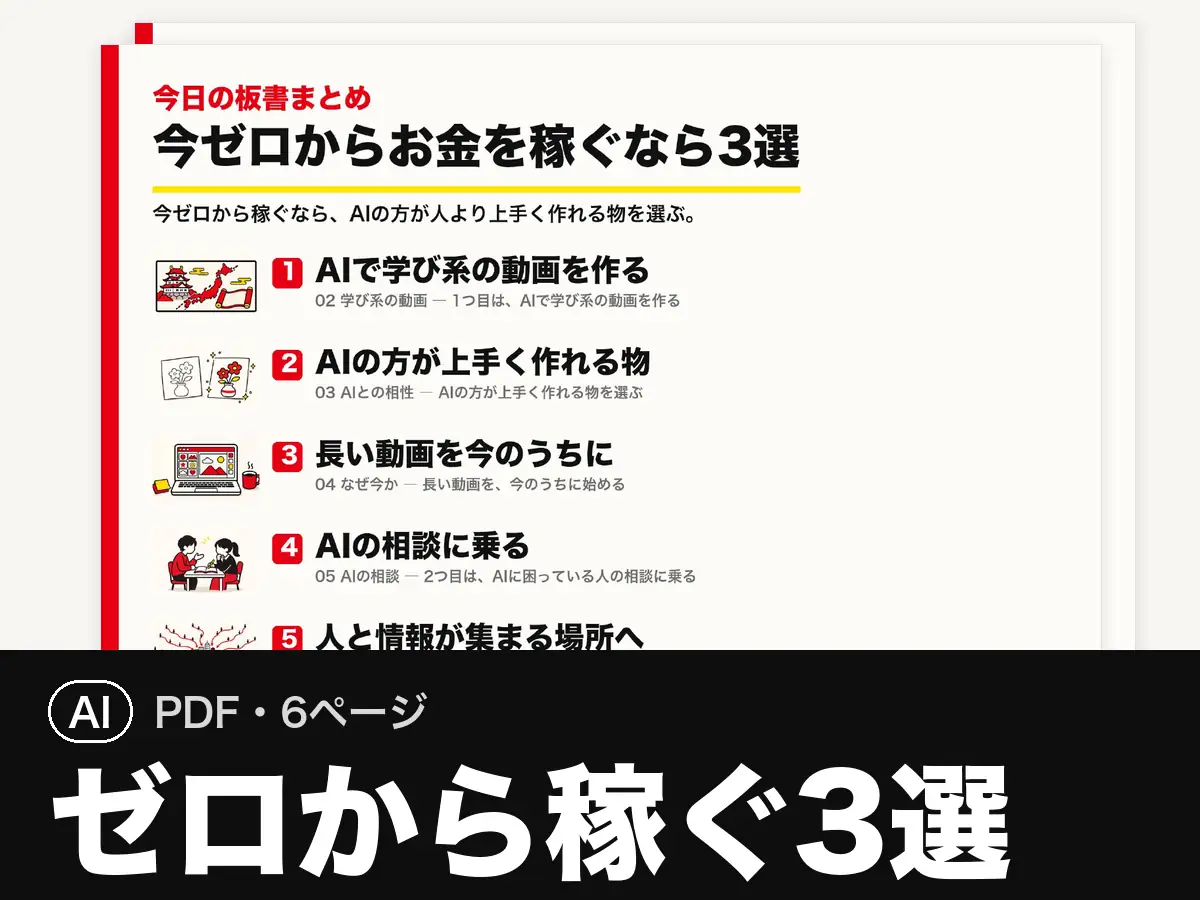 今日の板書まとめ
今ゼロからお金を稼ぐなら3選
今ゼロから稼ぐなら、AIの方が人より上手く作れる物を選ぶ。
1 AIで学び系の動画を作る
02 学び系の動画 — 1つ目は、AIで学び系の動画を作る
2 AIの方が上手く作れる物
03 AIとの相性 — AIの方が上手く作れる物を選ぶ
3 長い動画を今のうちに
04 なぜ今か — 長い動画を、今のうちに始める
4 AIの相談に乗る
05 AIの相談 — 2つ目は、AIに困っている人の相談に乗る
5 人と情報が集まる場所へ
AI PDF・6ページ
ゼロから稼ぐ3選